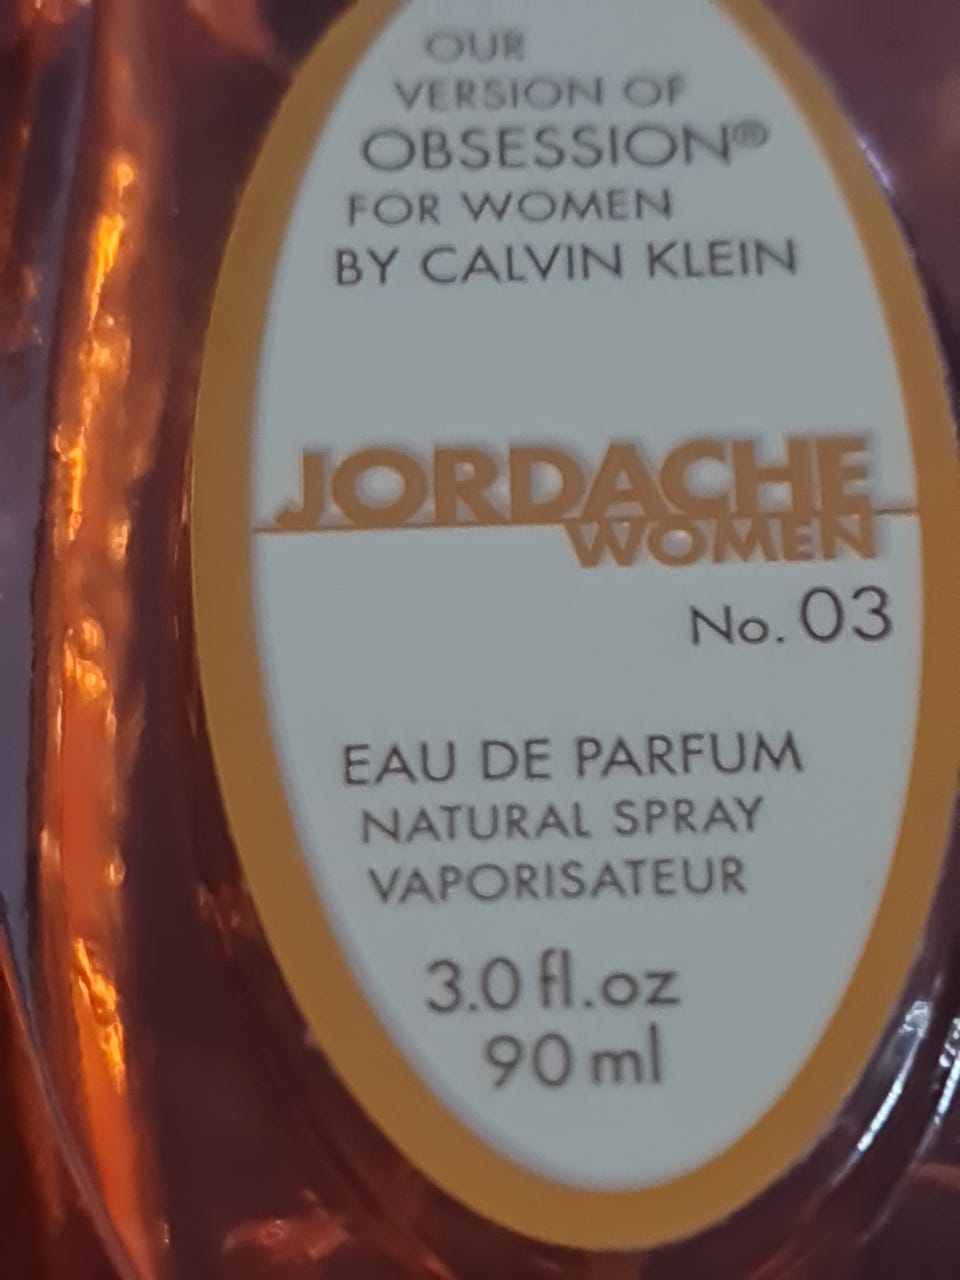 OUR
VERSION OF
OBSESSION®
FOR WOMEN
BY CALVIN KLEIN
JORDACHE
WOMEN
No. 03
EAU DE PARFUM
NATURAL SPRAY
VAPORISATEUR
3.0 fl.oz
90 ml